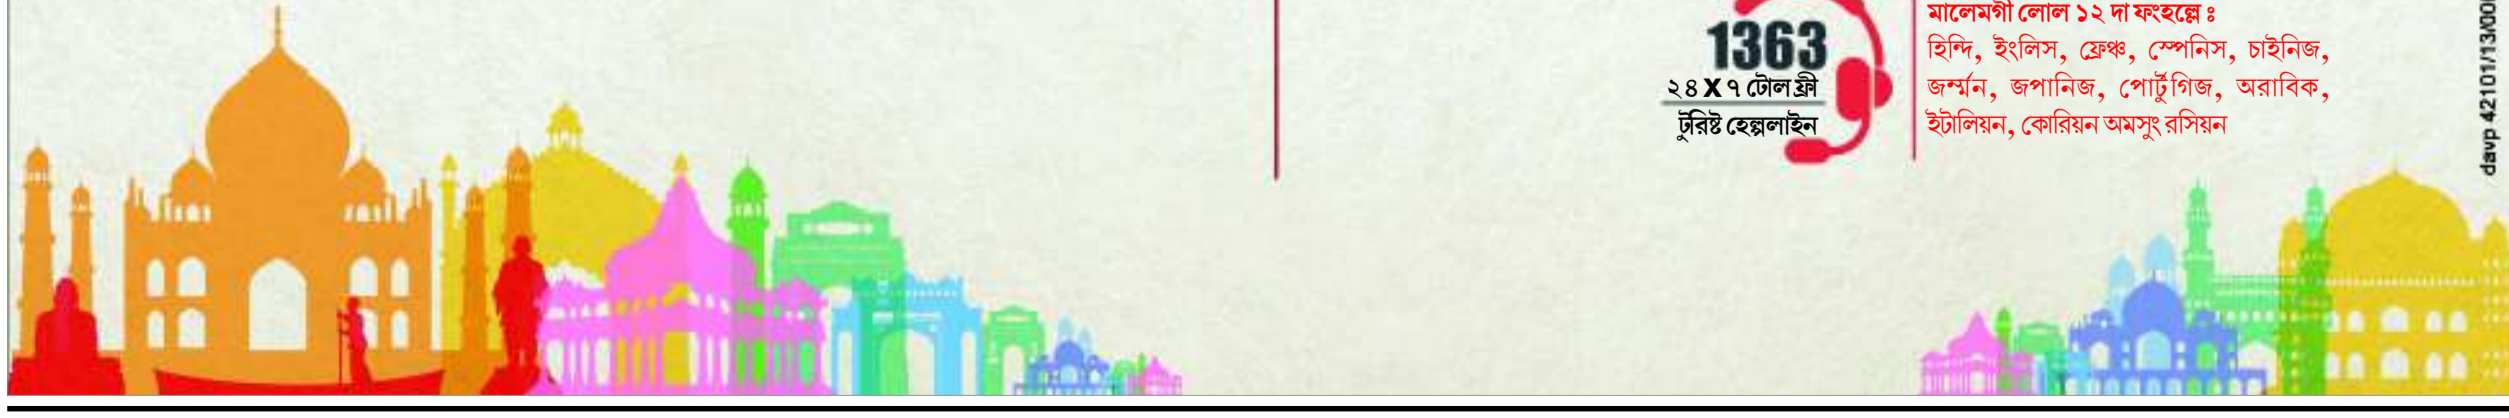 1363
২৪ X ৭ টোল ফ্রী
টুরিষ্ট হেল্পলাইন
মালেমগী লোল ১২ দা ফংহল্লে ঃ
হিন্দি, ইংলিস, ফ্রেঞ্চ, স্পেনিস, চাইনিজ,
জর্ম্মন, জপানিজ, পোর্টুগিজ, অরাবিক,
ইটালিয়ন, কোরিয়ন অমসুং রসিয়ন
davp 42101/13/00